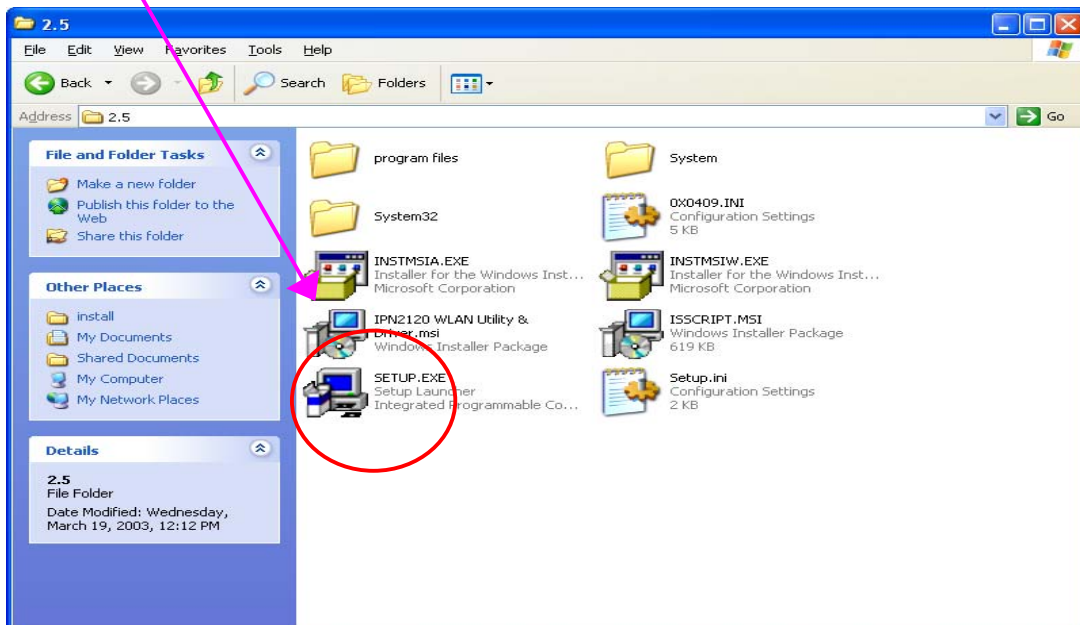 2.5
File Edit View Favorites Tools Help
Back Search Folders
Address 2.5 Go
File and Folder Tasks
Make a new folder
Publish this folder to the
Web
Share this folder
Other Places
install
My Documents
Shared Documents
My Computer
My Network Places
Details
2.5
File Folder
Date Modified: Wednesday,
March 19, 2003, 12:12 PM
program files
System
System32
0X0409.INI
Configuration Settings
5 KB
INSTMSIA.EXE
Installer for the Windows Inst...
Microsoft Corporation
INSTMSIW.EXE
Installer for the Windows Inst...
Microsoft Corporation
IPN2120 WLAN Utility &
Driver.msi
Windows Installer Package
ISSCRIPT.MSI
Windows Installer Package
619 KB
SETUP.EXE
Setup Launcher
Integrated Programmable Co...
Setup.ini
Configuration Settings
2 KB